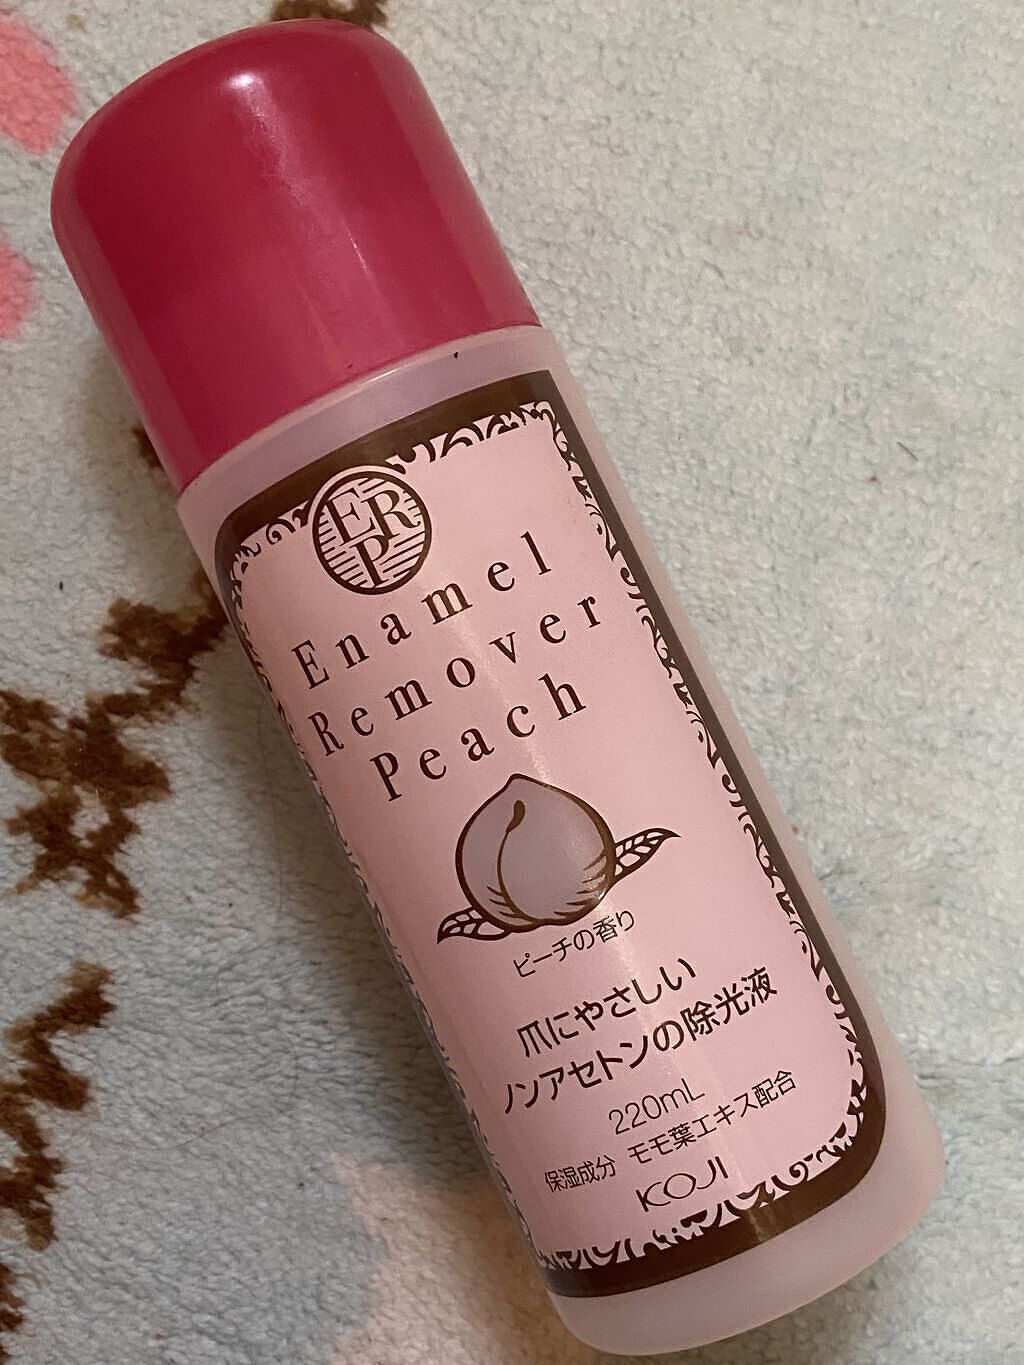 ERP
Enamel
Remover
Peach
ピーチの香り
爪にやさしい
ノンアセトンの除光液
220mL
保湿成分 モモ葉エキス配合
KOJI